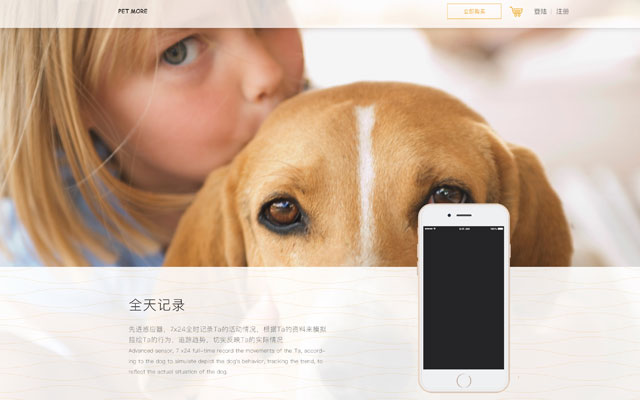 PET MORE
立即购买
登陆 | 注册
全天记录
先进感应器，7x24全时记录Ta的活动情况，根据Ta的资料来模拟
描绘Ta的行为、追踪趋势，切实反映Ta的实际情况
Advanced sensor, 7 x24 full-time record the movements of the Ta, accord-
ing to the dog to simulate depict the dog's behavior, tracking the trend, to
reflect the actual situation of the dog.